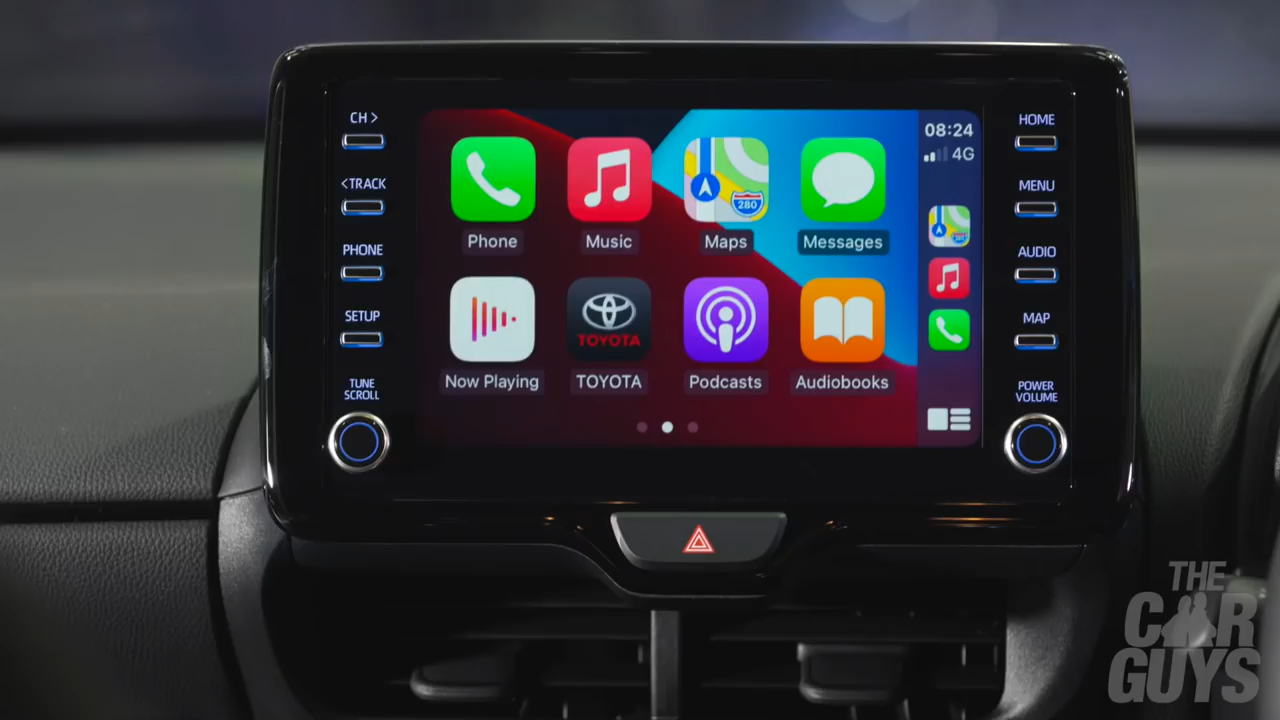 CH >
<TRACK
PHONE
SETUP
TUNE
SCROLL
08:24
4G
280
Phone
Music
Maps
Messages
TOYOTA
Now Playing
TOYOTA
Podcasts
Audiobooks
HOME
MENU
AUDIO
MAP
POWER
VOLUME
THE
CAR
GUYS